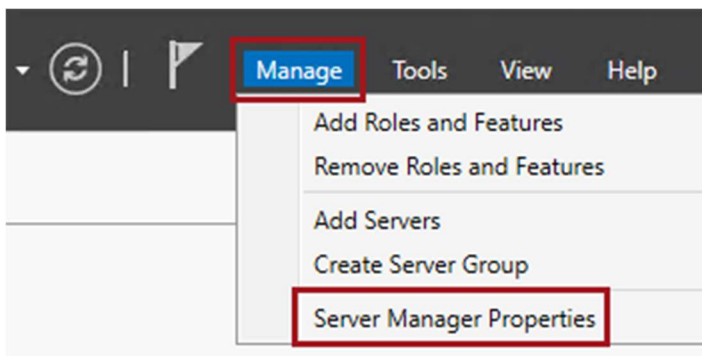 Manage Tools View Help
Add Roles and Features
Remove Roles and Features
Add Servers
Create Server Group
Server Manager Properties